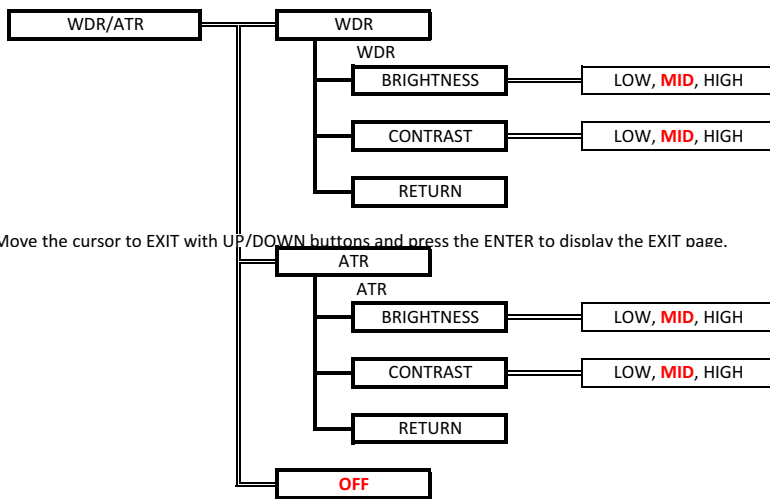 WDR/ATR
WDR
WDR
BRIGHTNESS
LOW, MID, HIGH
CONTRAST
LOW, MID, HIGH
RETURN
Move the cursor to EXIT with UP/DOWN buttons and press the ENTER to display the EXIT page.
ATR
ATR
BRIGHTNESS
LOW, MID, HIGH
CONTRAST
LOW, MID, HIGH
RETURN
OFF